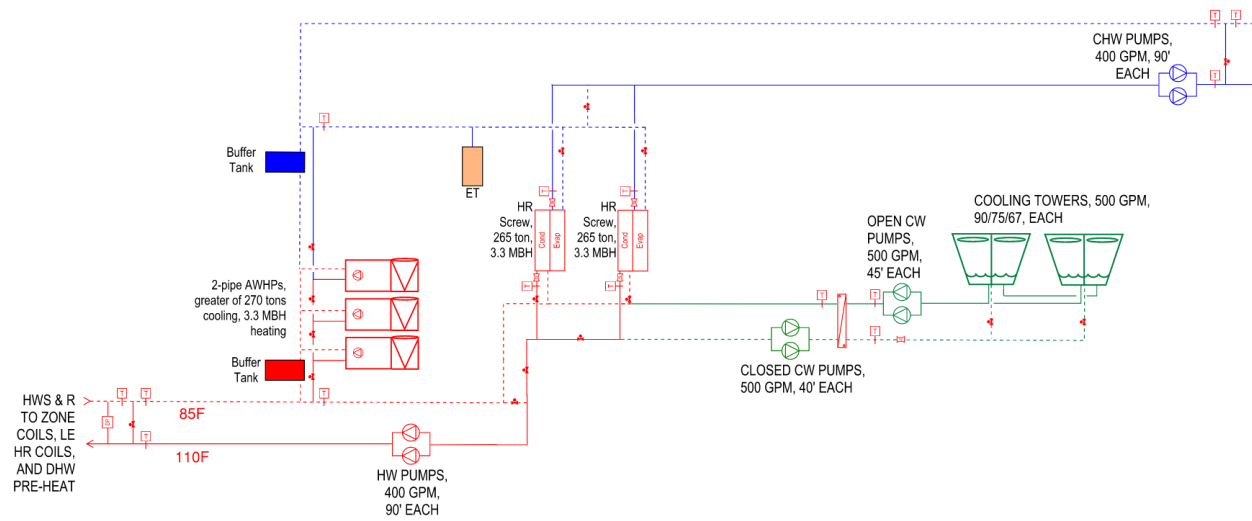 CHW PUMPS,
400 GPM, 90'
EACH
T
T
T
T
Buffer
Tank
ET
HR
Screw,
265 ton,
3.3 MBH
T
Cond
Evap
T
HR
Screw,
265 ton,
3.3 MBH
T
Cond
Evap
T
COOLING TOWERS, 500 GPM,
90/75/67, EACH
OPEN CW
PUMPS,
500 GPM,
45' EACH
T
T
T
2-pipe AWHPs,
greater of 270 tons
cooling, 3.3 MBH
heating
Buffer
Tank
CLOSED CW PUMPS,
500 GPM, 40' EACH
HWS & R
TO ZONE
COILS, LE
HR COILS,
AND DHW
PRE-HEAT
T
T
T
85F
DP
T
110F
HW PUMPS,
400 GPM,
90' EACH